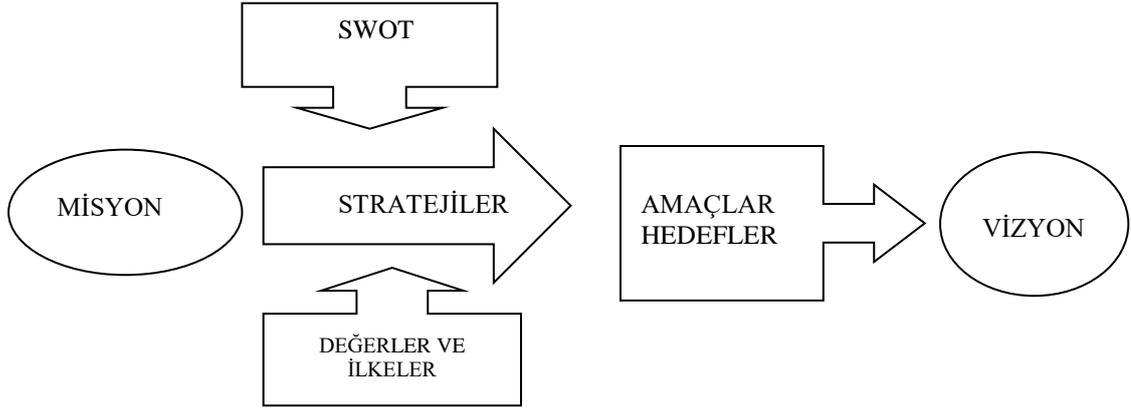 SWOT
MİSYON
STRATEJİLER
AMAÇLAR
HEDEFLER
VİZYON
DEĞERLER VE
İLKELER